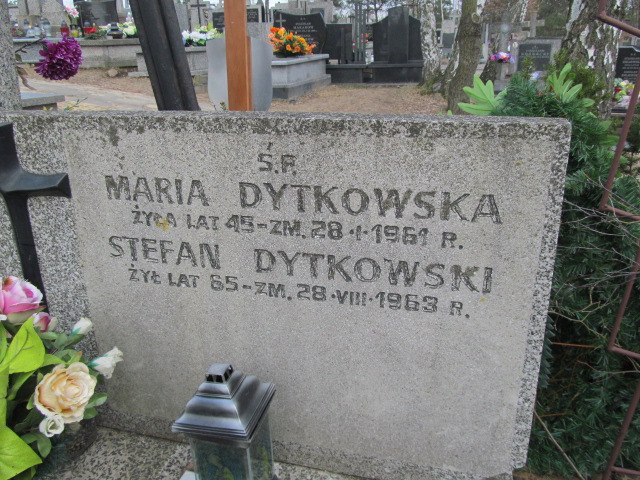 Ś.P.
MARIA DYTKOWSKA
ŻYŁA LAT 45-ZM. 28·I·1961 R.
STEFAN DYTKOWSKI
ŻYŁ LAT 65-ZM. 28·VIII·1963 R.